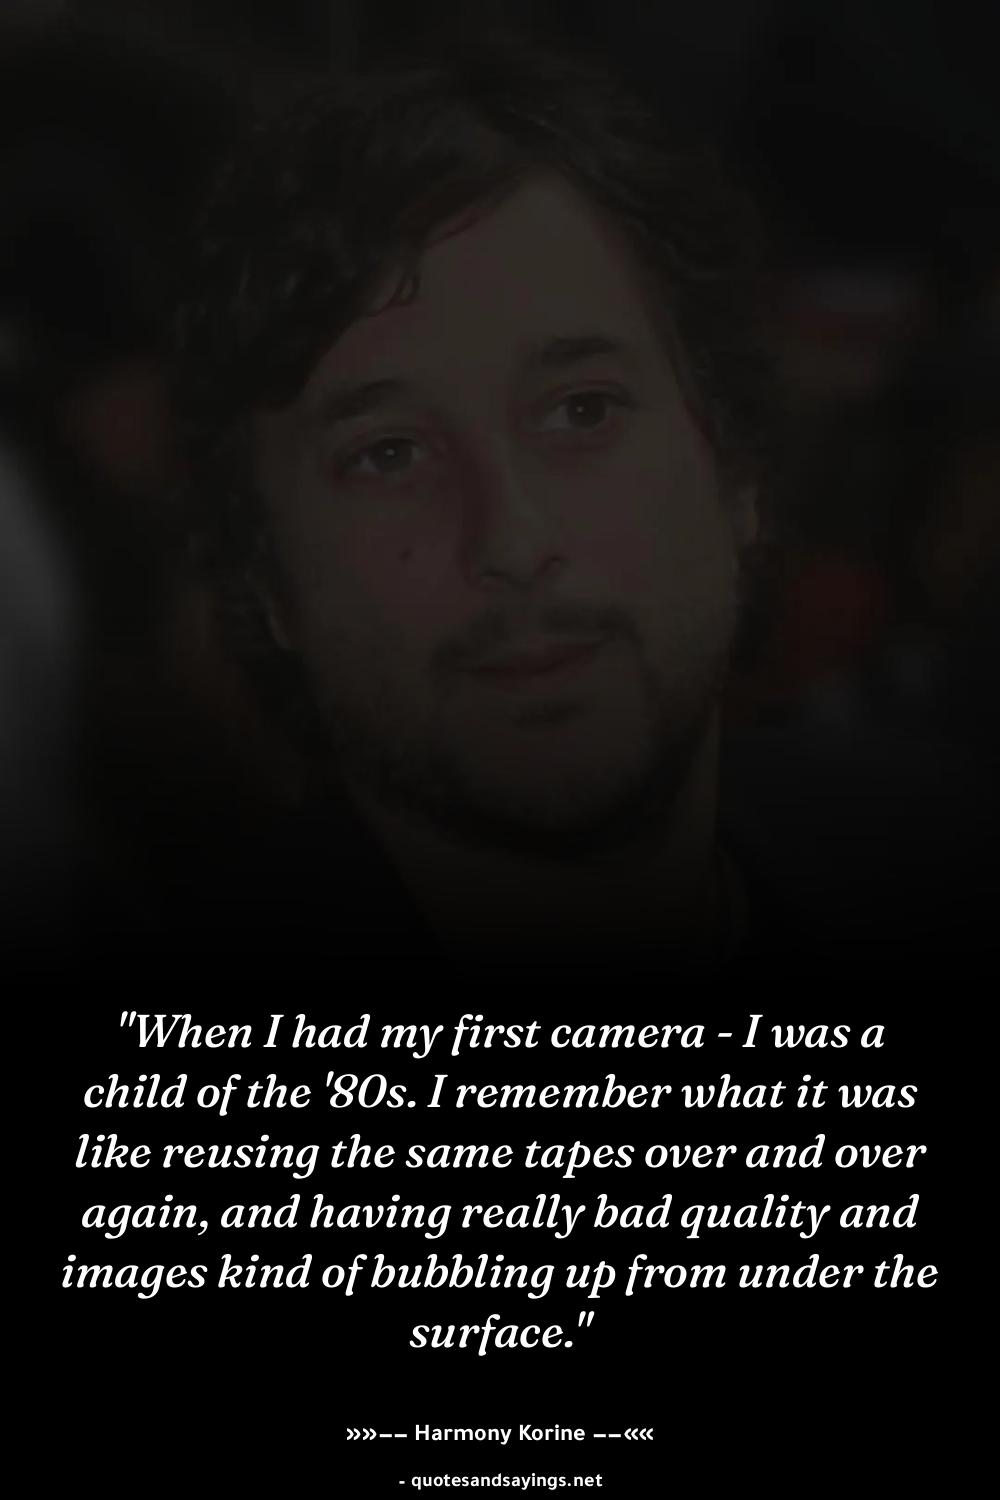 "When I had my first camera - I was a
child of the '80s. I remember what it was
like reusing the same tapes over and over
again, and having really bad quality and
images kind of bubbling up from under the
surface."
»»–– Harmony Korine ––««
- quotesandsayings.net